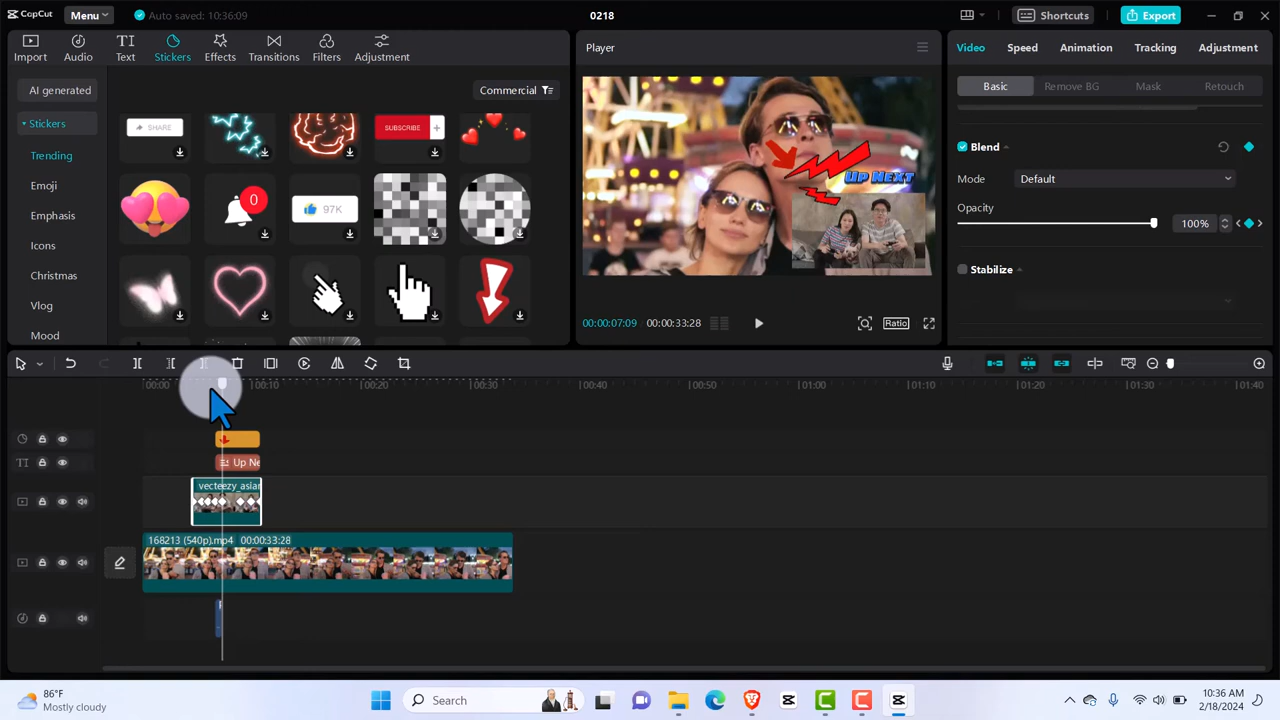 CapCut
Menu
Auto saved: 10:36:09
0218
Shortcuts
Export
Import
Audio
Text
Stickers
Effects
Transitions
Filters
Adjustment
AI generated
Commercial
Stickers
Trending
Emoji
Emphasis
Icons
Christmas
Vlog
Mood
SHARE
SUBSCRIBE
0
97K
Player
UP NEXT
00:00:07:09
00:00:33:28
Ratio
Video
Speed
Animation
Tracking
Adjustment
Basic
Remove BG
Mask
Retouch
Blend
Mode
Default
Opacity
100%
Stabilize
00:00
00:10
00:20
00:30
00:40
00:50
01:00
01:10
01:20
01:30
01:40
TI
Up Ne
vecteezy_asian
168213 (540p).mp4 00:00:33:28
86°F
Mostly cloudy
Search
10:36 AM
2/18/2024